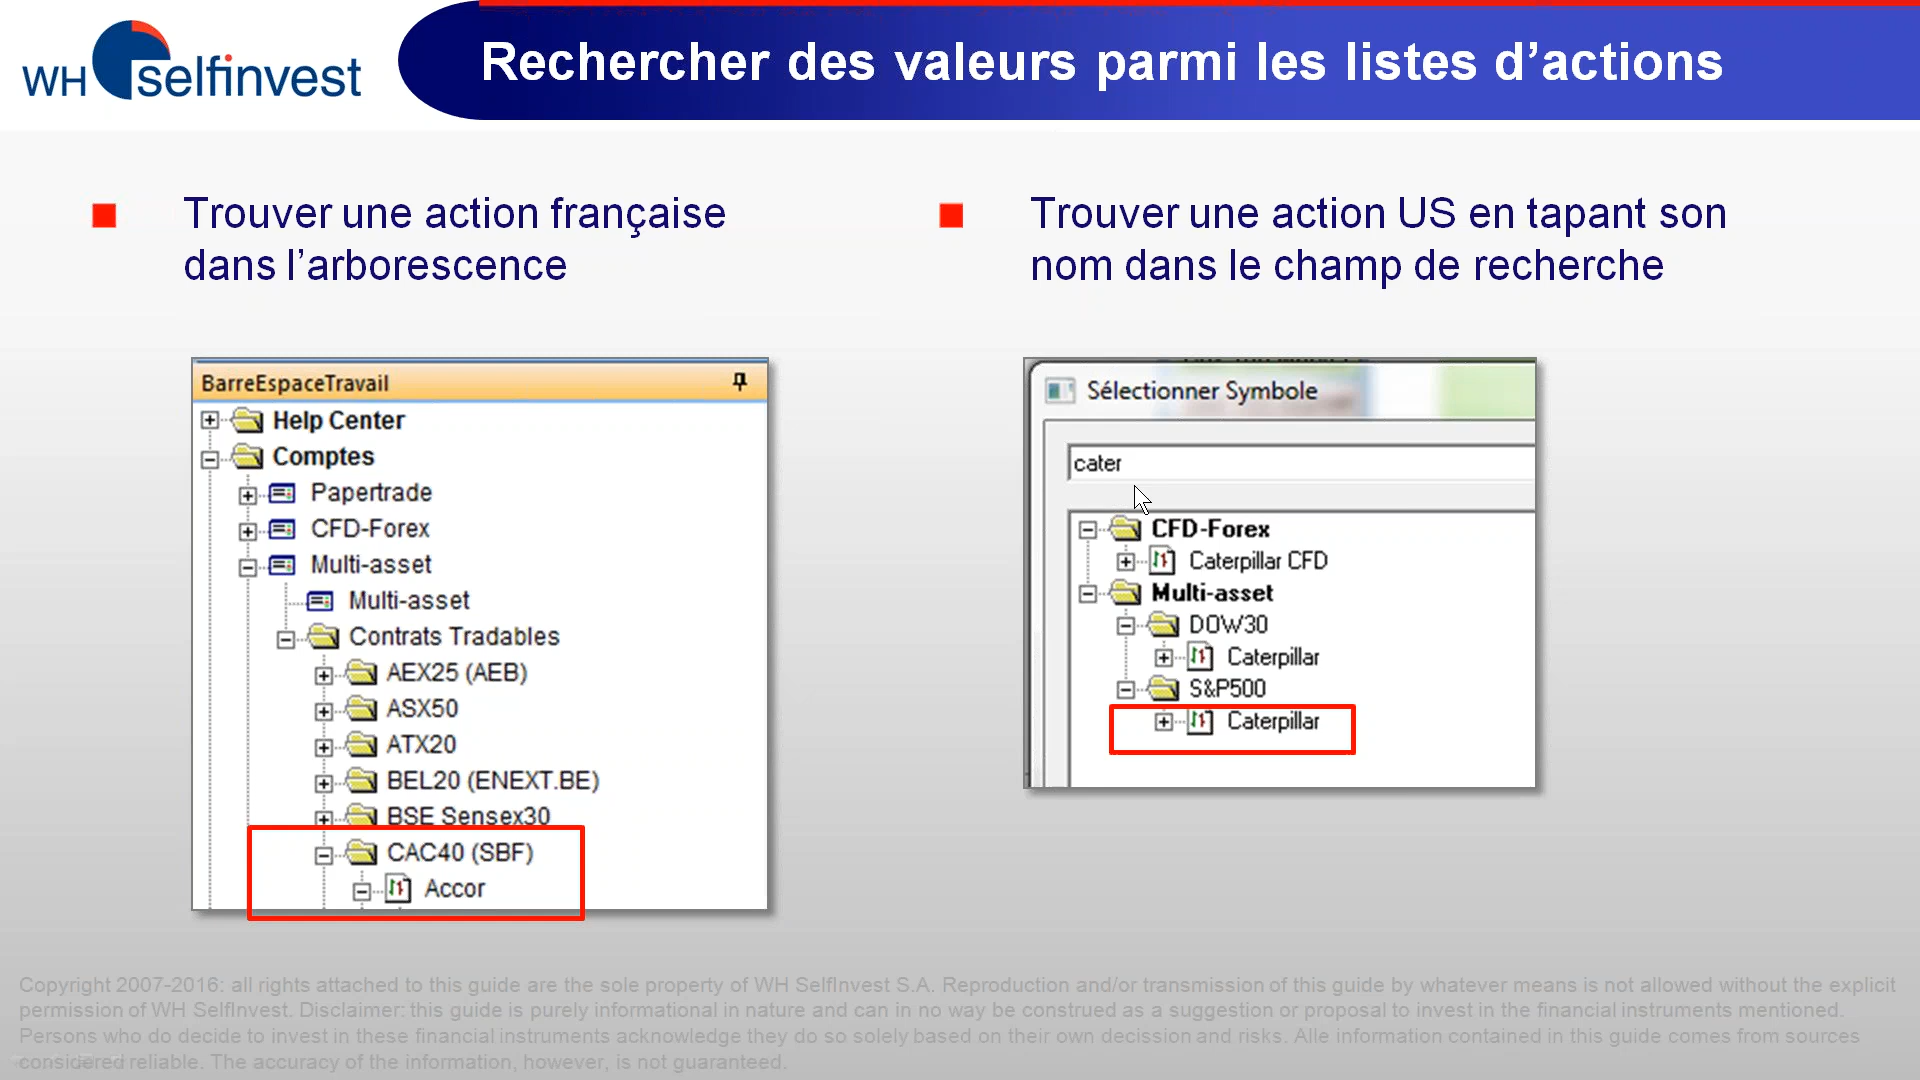 WH selfinvest
Rechercher des valeurs parmi les listes d’actions
Trouver une action française
dans l’arborescence
BarreEspaceTravail
Help Center
Comptes
Papertrade
CFD-Forex
Multi-asset
Multi-asset
Contrats Tradables
AEX25 (AEB)
ASX50
ATX20
BEL20 (ENEXT.BE)
BSE Sensex30
CAC40 (SBF)
Accor
Trouver une action US en tapant son
nom dans le champ de recherche
Sélectionner Symbole
cater
CFD-Forex
Caterpillar CFD
Multi-asset
DOW30
Caterpillar
S&P500
Caterpillar
Copyright 2007-2016: all rights attached to this guide are the sole property of WH SelfInvest S.A. Reproduction and/or transmission of this guide by whatever means is not allowed without the explicit
permission of WH SelfInvest. Disclaimer: this guide is purely informational in nature and can in no way be construed as a suggestion or proposal to invest in the financial instruments mentioned.
Persons who do decide to invest in these financial instruments acknowledge they do so solely based on their own decission and risks. Alle information contained in this guide comes from sources
considered reliable. The accuracy of the information, however, is not guaranteed.